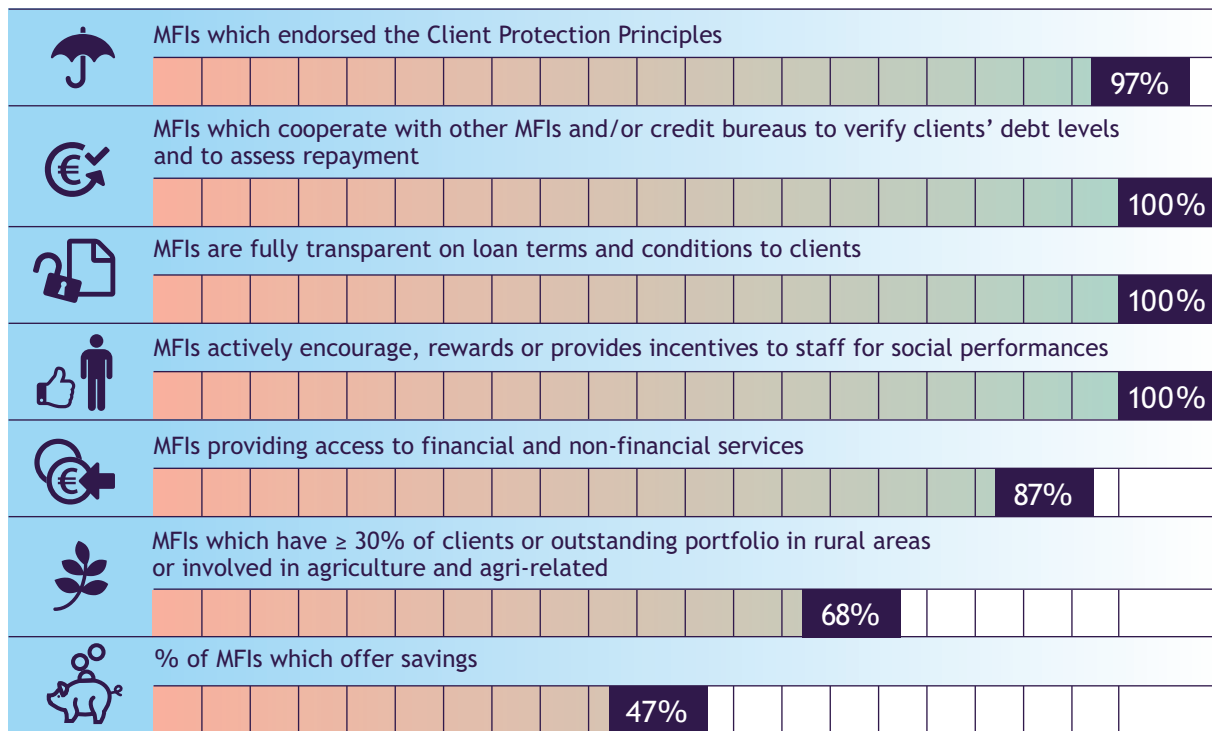 MFIs which endorsed the Client Protection Principles
97%
MFIs which cooperate with other MFIs and/or credit bureaus to verify clients’ debt levels
and to assess repayment
100%
MFIs are fully transparent on loan terms and conditions to clients
100%
MFIs actively encourage, rewards or provides incentives to staff for social performances
100%
MFIs providing access to financial and non-financial services
87%
MFIs which have ≥ 30% of clients or outstanding portfolio in rural areas
or involved in agriculture and agri-related
68%
% of MFIs which offer savings
47%